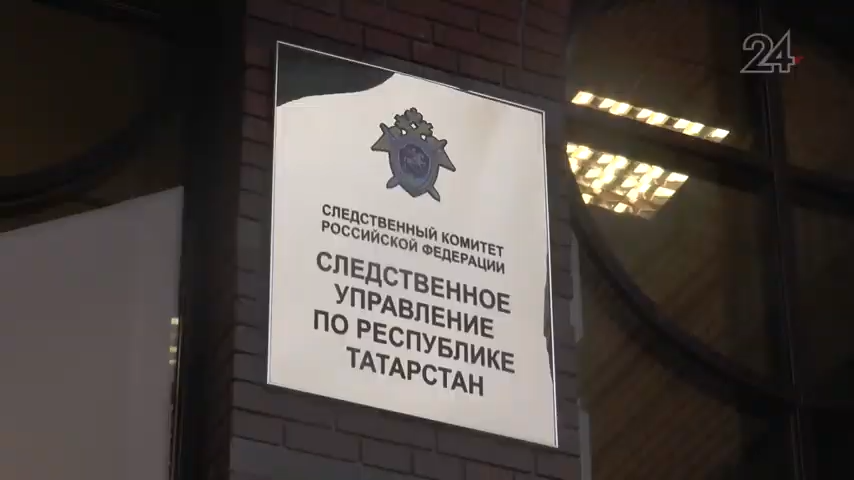 24
СЛЕДСТВЕННЫЙ КОМИТЕТ
РОССИЙСКОЙ ФЕДЕРАЦИИ
СЛЕДСТВЕННОЕ
УПРАВЛЕНИЕ
ПО РЕСПУБЛИКЕ
ТАТАРСТАН